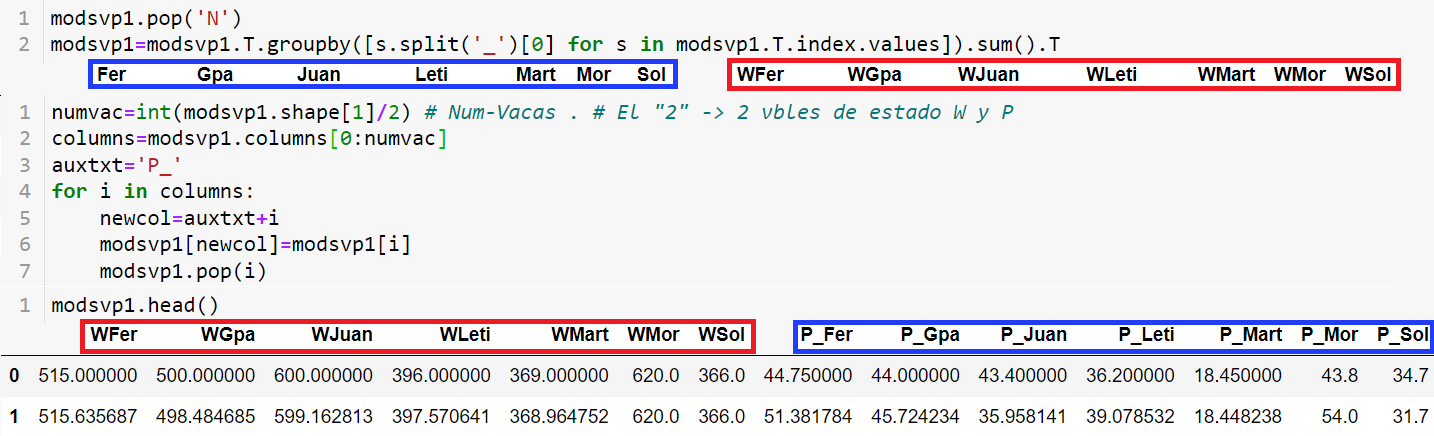 1 modsvp1.pop('N')
2 modsvp1=modsvp1.T.groupby([s.split('_')[0] for s in modsvp1.T.index.values]).sum().T
Fer Gpa Juan Leti Mart Mor Sol WFer WGpa WJuan WLeti WMart WMor WSol
1 numvac=int(modsvp1.shape[1]/2) # Num-Vacas . # El "2" -> 2 vbles de estado W y P
2 columns=modsvp1.columns[0:numvac]
3 auxtxt='P_'
4 for i in columns:
5     newcol=auxtxt+i
6     modsvp1[newcol]=modsvp1[i]
7     modsvp1.pop(i)
1 modsvp1.head()
WFer WGpa WJuan WLeti WMart WMor WSol P_Fer P_Gpa P_Juan P_Leti P_Mart P_Mor P_Sol
0 515.000000 500.000000 600.000000 396.000000 369.000000 620.0 366.0 44.750000 44.000000 43.400000 36.200000 18.450000 43.8 34.7
1 515.635687 498.484685 599.162813 397.570641 368.964752 620.0 366.0 51.381784 45.724234 35.958141 39.078532 18.448238 54.0 31.7